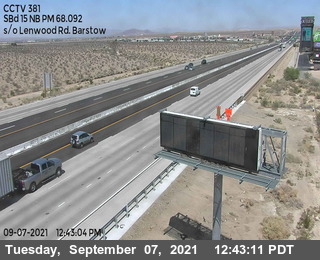 CCTV 381
SBd 15 NB PM 68.092
s/o Lenwood Rd. Barstow
09-07-2021 12:43:04 PM
Tuesday, September 07, 2021 12:43:11 PDT